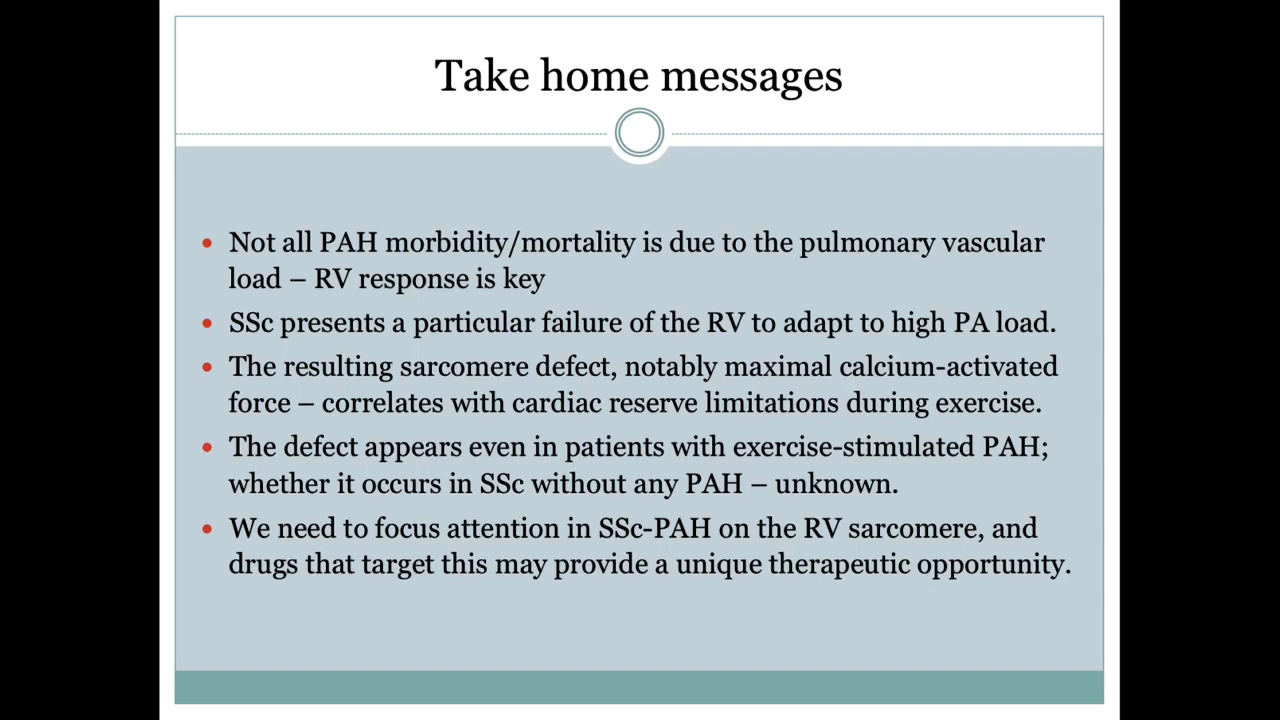 Take home messages
• Not all PAH morbidity/mortality is due to the pulmonary vascular
load – RV response is key
• SSc presents a particular failure of the RV to adapt to high PA load.
• The resulting sarcomere defect, notably maximal calcium-activated
force – correlates with cardiac reserve limitations during exercise.
• The defect appears even in patients with exercise-stimulated PAH;
whether it occurs in SSc without any PAH – unknown.
• We need to focus attention in SSc-PAH on the RV sarcomere, and
drugs that target this may provide a unique therapeutic opportunity.